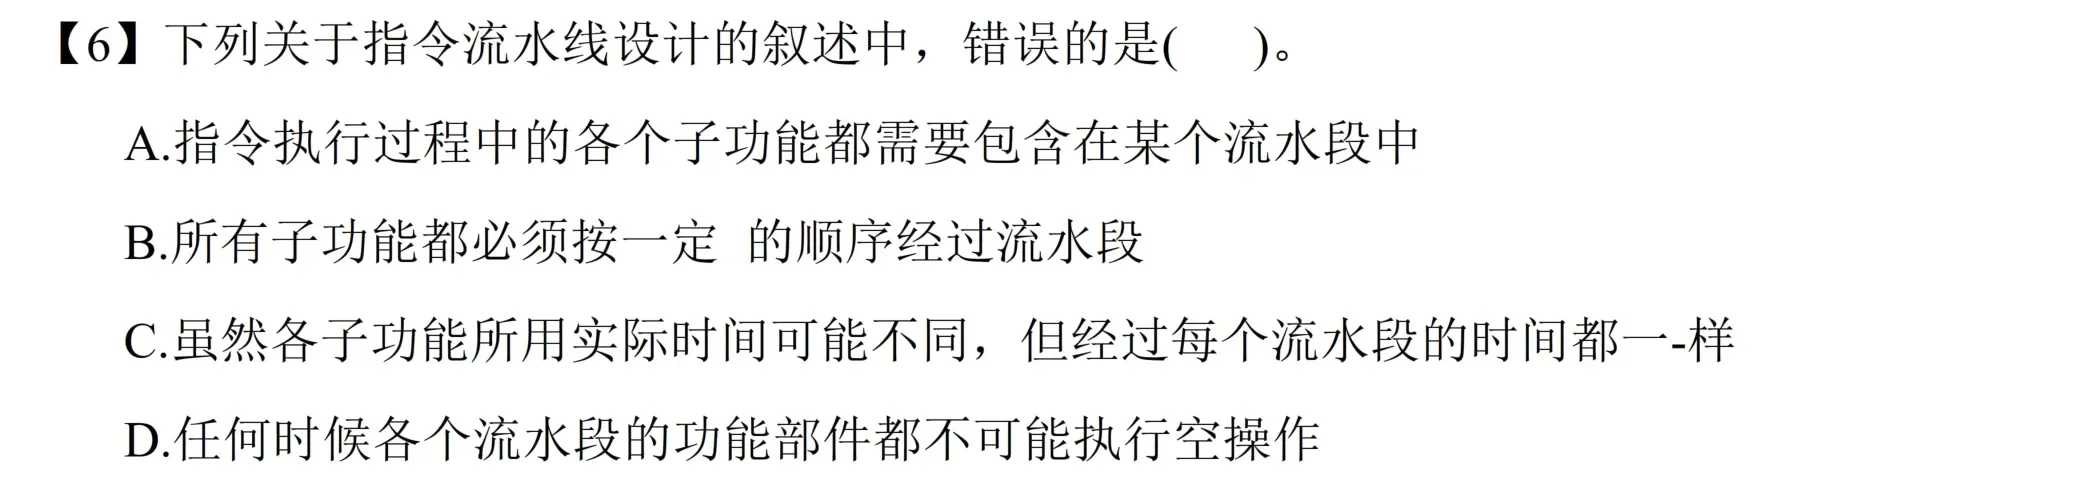 【6】下列关于指令流水线设计的叙述中，错误的是(  )。
A.指令执行过程中的各个子功能都需要包含在某个流水段中
B.所有子功能都必须按一定 的顺序经过流水段
C.虽然各子功能所用实际时间可能不同，但经过每个流水段的时间都一-样
D.任何时候各个流水段的功能部件都不可能执行空操作